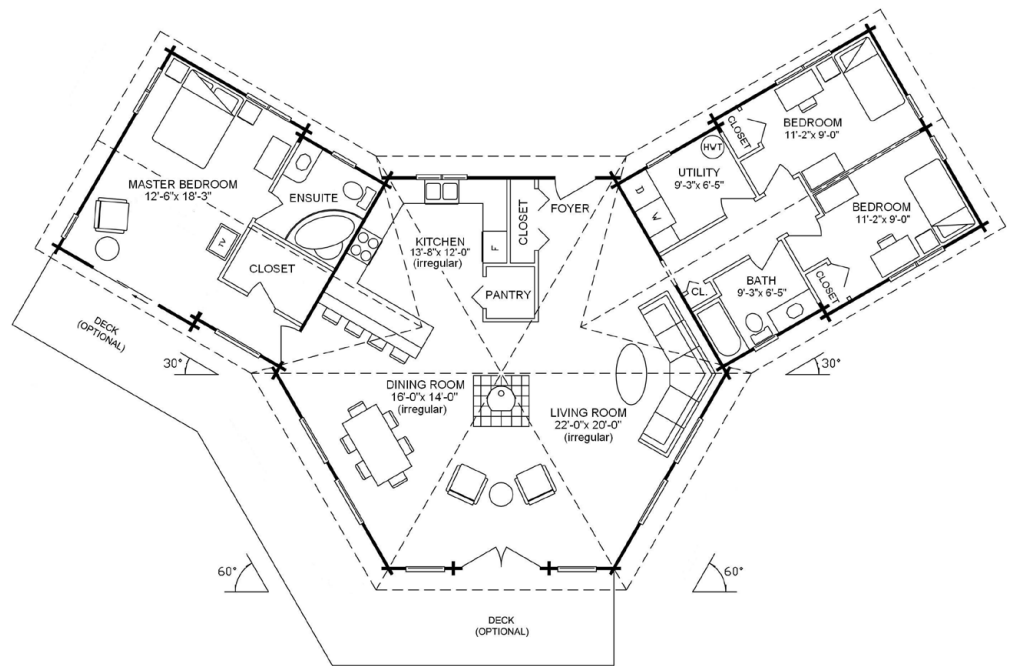 MASTER BEDROOM
12'-6"x 18'-3"
TV
ENSUITE
CLOSET
KITCHEN
13'-8"x 12'-0"
(irregular)
F
CLOSET
PANTRY
FOYER
UTILITY
9'-3"x 6'-5"
HWT
D
W
CLOSET
BEDROOM
11'-2"x 9'-0"
BEDROOM
11'-2"x 9'-0"
BATH
9'-3"x 6'-5"
CL.
CLOSET
DECK
(OPTIONAL)
30°
30°
DINING ROOM
16'-0"x 14'-0"
(irregular)
LIVING ROOM
22'-0"x 20'-0"
(irregular)
60°
60°
DECK
(OPTIONAL)